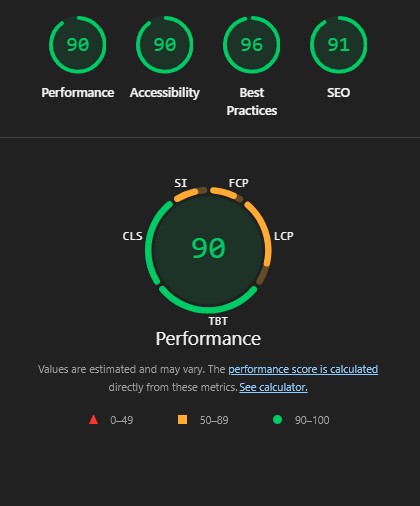 90 90 96 91
Performance Accessibility Best Practices SEO
SI FCP
CLS LCP
90
TBT
Performance
Values are estimated and may vary. The performance score is calculated
directly from these metrics. See calculator.
0–49 50–89 90–100